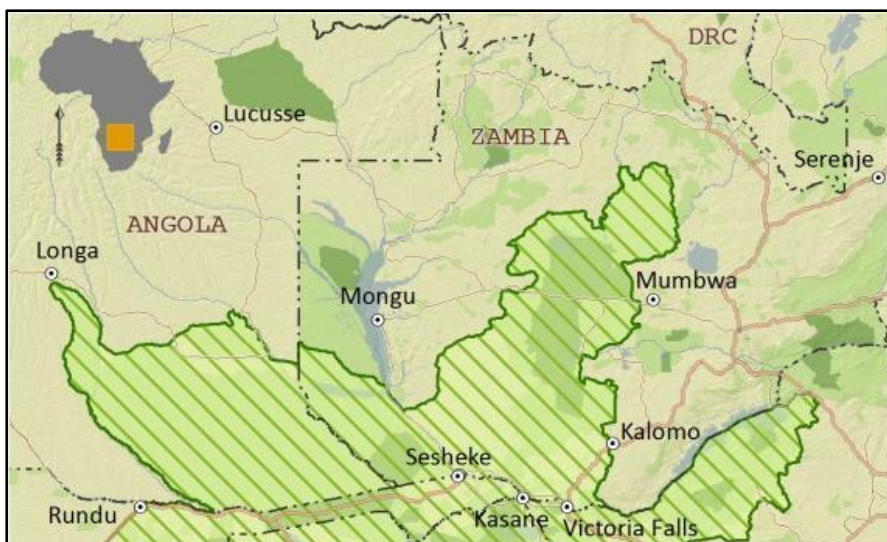 DRC
Lucusse
ZAMBIA
Serenje
ANGOLA
Longa
Mumbwa
Mongu
Kalomo
Sesheke
Rundu
Kasane
Victoria Falls